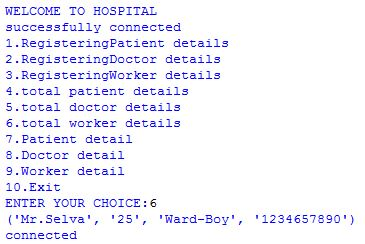 WELCOME TO HOSPITAL
successfully connected
1.RegisteringPatient details
2.RegisteringDoctor details
3.RegisteringWorker details
4.total patient details
5.total doctor details
6.total worker details
7.Patient detail
8.Doctor detail
9.Worker detail
10.Exit
ENTER YOUR CHOICE:6
('Mr.Selva', '25', 'Ward-Boy', '1234657890')
connected